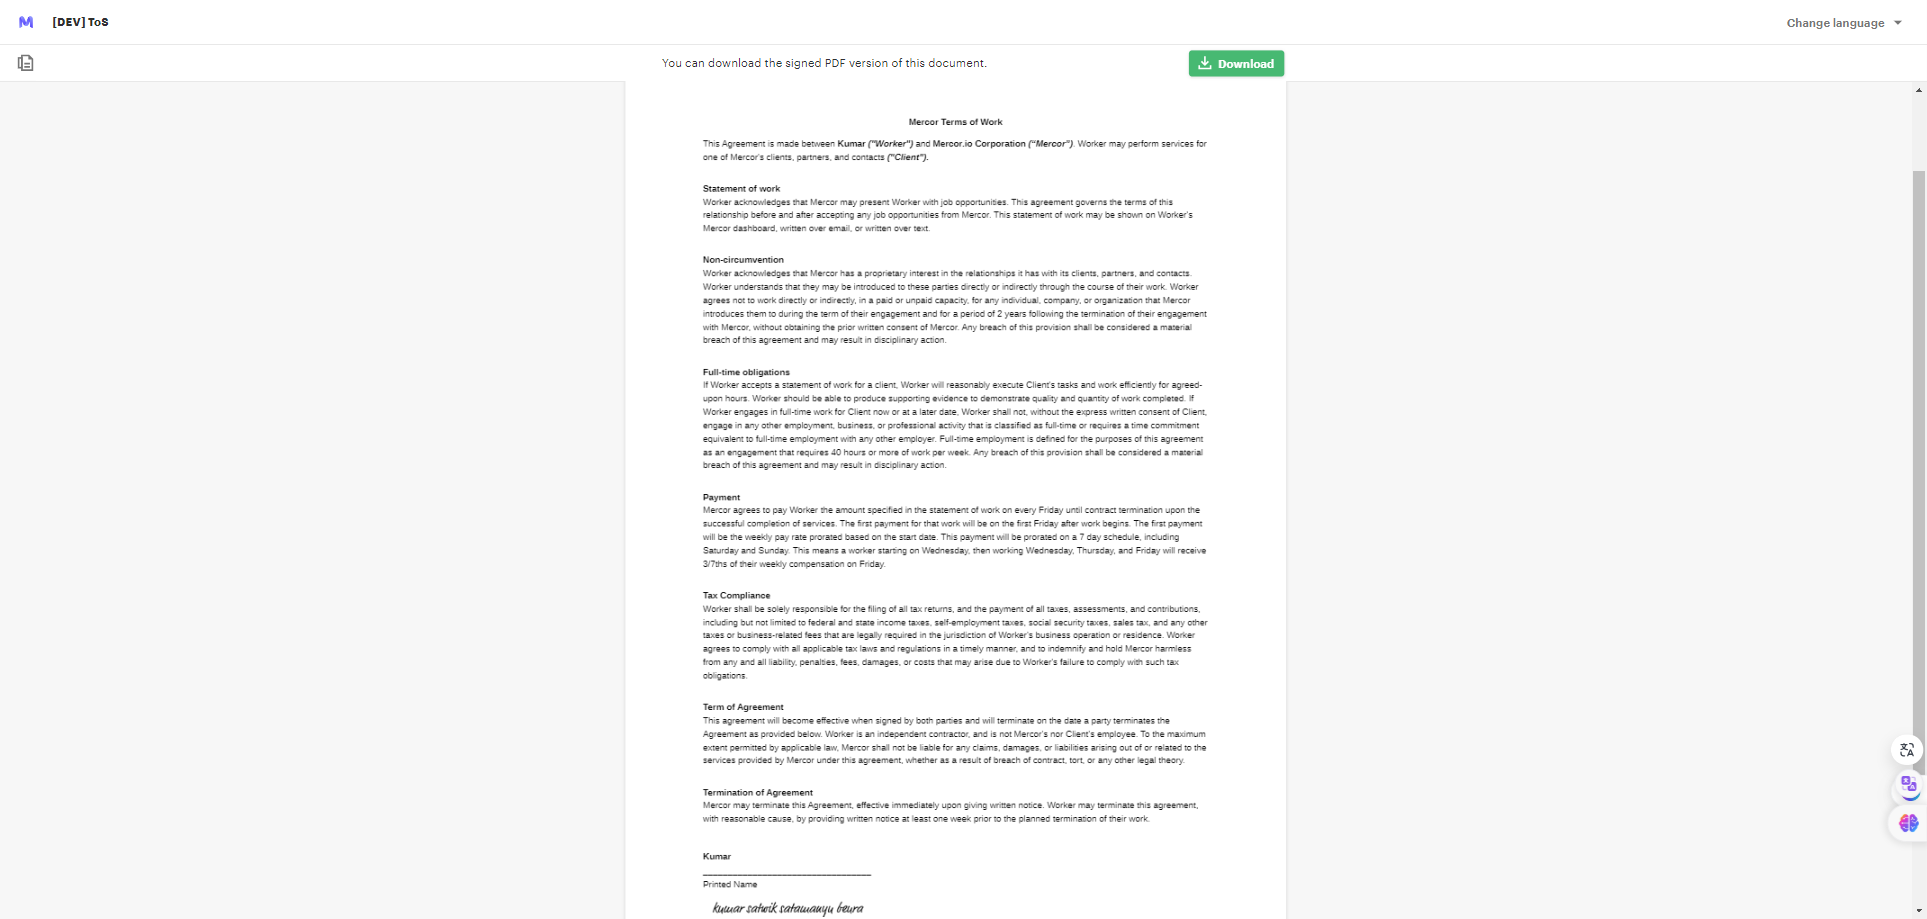 [DEV] ToS
Change language
You can download the signed PDF version of this document.
Download
Mercor Terms of Work
This Agreement is made between Kumar ("Worker") and Mercor.io Corporation (“Mercor”). Worker may perform services for
one of Mercor's clients, partners, and contacts ("Client").
Statement of work
Worker acknowledges that Mercor may present Worker with job opportunities. This agreement governs the terms of this
relationship before and after accepting any job opportunities from Mercor. This statement of work may be shown on Worker's
Mercor dashboard, written over email, or written over text.
Non-circumvention
Worker acknowledges that Mercor has a proprietary interest in the relationships it has with its clients, partners, and contacts.
Worker understands that they may be introduced to these parties directly or indirectly through the course of their work. Worker
agrees not to work directly or indirectly, in a paid or unpaid capacity, for any individual, company, or organization that Mercor
introduces them to during the term of their engagement and for a period of 2 years following the termination of their engagement
with Mercor, without obtaining the prior written consent of Mercor. Any breach of this provision shall be considered a material
breach of this agreement and may result in disciplinary action.
Full-time obligations
If Worker accepts a statement of work for a client, Worker will reasonably execute Client's tasks and work efficiently for agreed-
upon hours. Worker should be able to produce supporting evidence to demonstrate quality and quantity of work completed. If
Worker engages in full-time work for Client now or at a later date, Worker shall not, without the express written consent of Client,
engage in any other employment, business, or professional activity that is classified as full-time or requires a time commitment
equivalent to full-time employment with any other employer. Full-time employment is defined for the purposes of this agreement
as an engagement that requires 40 hours or more of work per week. Any breach of this provision shall be considered a material
breach of this agreement and may result in disciplinary action.
Payment
Mercor agrees to pay Worker the amount specified in the statement of work on every Friday until contract termination upon the
successful completion of services. The first payment for that work will be on the first Friday after work begins. The first payment
will be the weekly pay rate prorated based on the start date. This payment will be prorated on a 7 day schedule, including
Saturday and Sunday. This means a worker starting on Wednesday, then working Wednesday, Thursday, and Friday will receive
3/7ths of their weekly compensation on Friday.
Tax Compliance
Worker shall be solely responsible for the filing of all tax returns, and the payment of all taxes, assessments, and contributions,
including but not limited to federal and state income taxes, self-employment taxes, social security taxes, sales tax, and any other
taxes or business-related fees that are legally required in the jurisdiction of Worker's business operation or residence. Worker
agrees to comply with all applicable tax laws and regulations in a timely manner, and to indemnify and hold Mercor harmless
from any and all liability, penalties, fees, damages, or costs that may arise due to Worker's failure to comply with such tax
obligations.
Term of Agreement
This agreement will become effective when signed by both parties and will terminate on the date a party terminates the
Agreement as provided below. Worker is an independent contractor, and is not Mercor's nor Client's employee. To the maximum
extent permitted by applicable law, Mercor shall not be liable for any claims, damages, or liabilities arising out of or related to the
services provided by Mercor under this agreement, whether as a result of breach of contract, tort, or any other legal theory.
Termination of Agreement
Mercor may terminate this Agreement, effective immediately upon giving written notice. Worker may terminate this agreement,
with reasonable cause, by providing written notice at least one week prior to the planned termination of their work.
Kumar
Printed Name
kumar satwik satamanyu beura